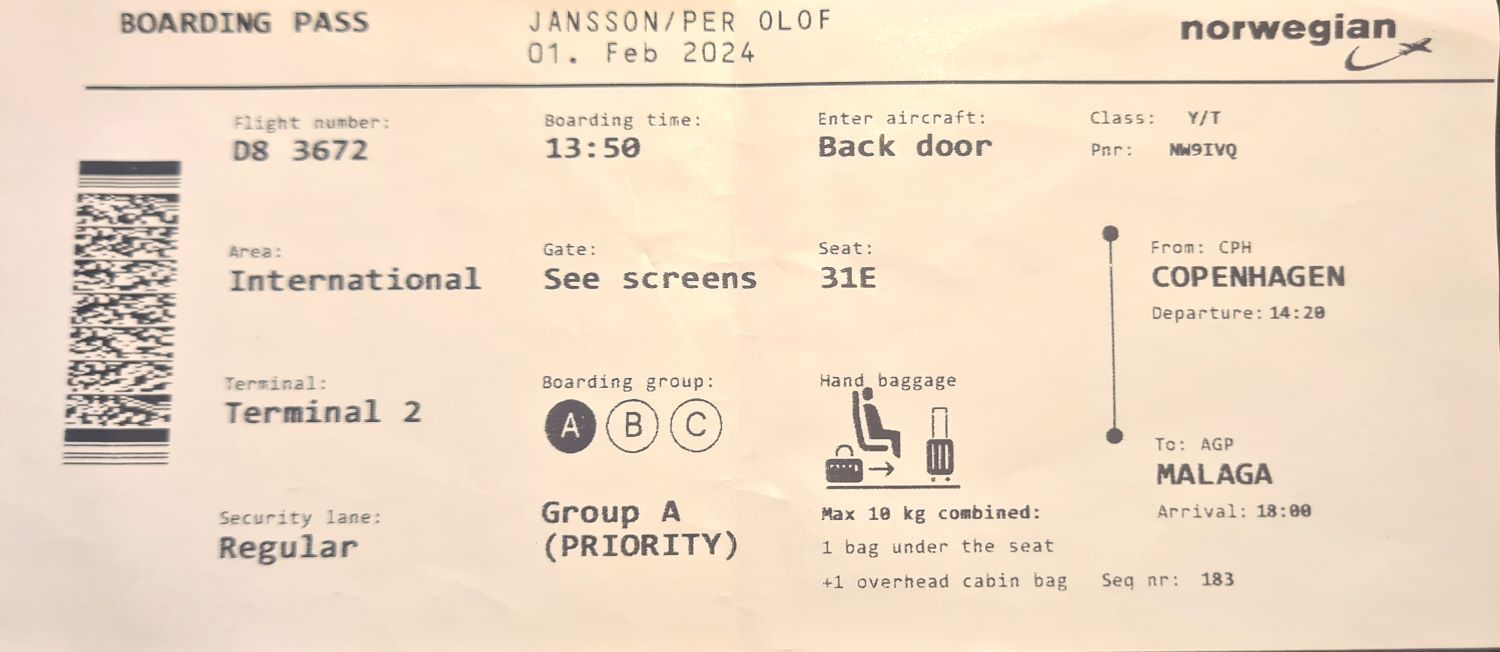 BOARDING PASS
JANSSON/PER OLOF
01. Feb 2024
norwegian
Flight number:
D8 3672
Boarding time:
13:50
Enter aircraft:
Back door
Class: Y/T
Pnr: NW9IVQ
Area:
International
Gate:
See screens
Seat:
31E
From: CPH
COPENHAGEN
Departure: 14:20
Terminal:
Terminal 2
Boarding group:
A B C
Group A
(PRIORITY)
Hand baggage
Max 10 kg combined:
1 bag under the seat
+1 overhead cabin bag
To: AGP
MALAGA
Arrival: 18:00
Security lane:
Regular
Seq nr: 183